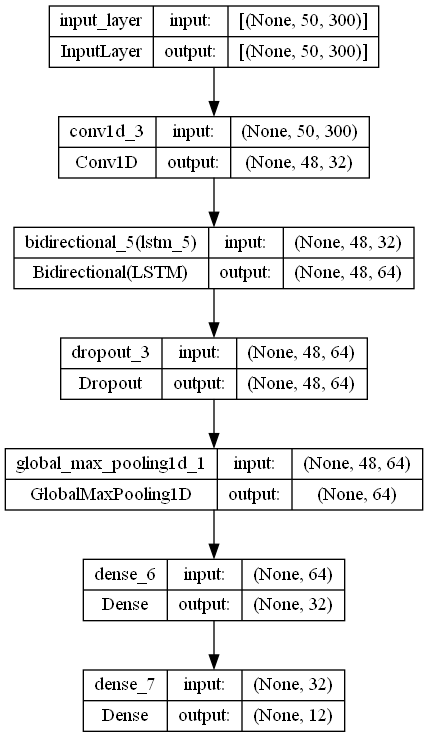 input_layer input: [(None, 50, 300)]
InputLayer output: [(None, 50, 300)]
conv1d_3 input: (None, 50, 300)
Conv1D output: (None, 48, 32)
bidirectional_5(lstm_5) input: (None, 48, 32)
Bidirectional(LSTM) output: (None, 48, 64)
dropout_3 input: (None, 48, 64)
Dropout output: (None, 48, 64)
global_max_pooling1d_1 input: (None, 48, 64)
GlobalMaxPooling1D output: (None, 64)
dense_6 input: (None, 64)
Dense output: (None, 32)
dense_7 input: (None, 32)
Dense output: (None, 12)